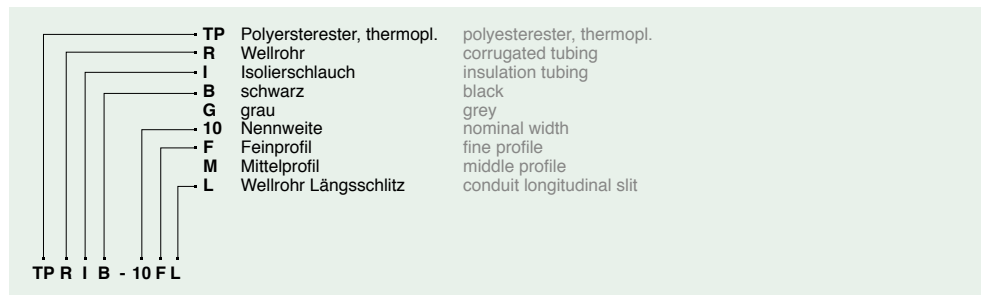 TP Polyersterester, thermopl. polyesterester, thermopl.
R Wellrohr corrugated tubing
I Isolierschlauch insulation tubing
B schwarz black
G grau grey
10 Nennweite nominal width
F Feinprofil fine profile
M Mittelprofil middle profile
L Wellrohr Längsschlitz conduit longitudinal slit
TP R I B - 10 F L